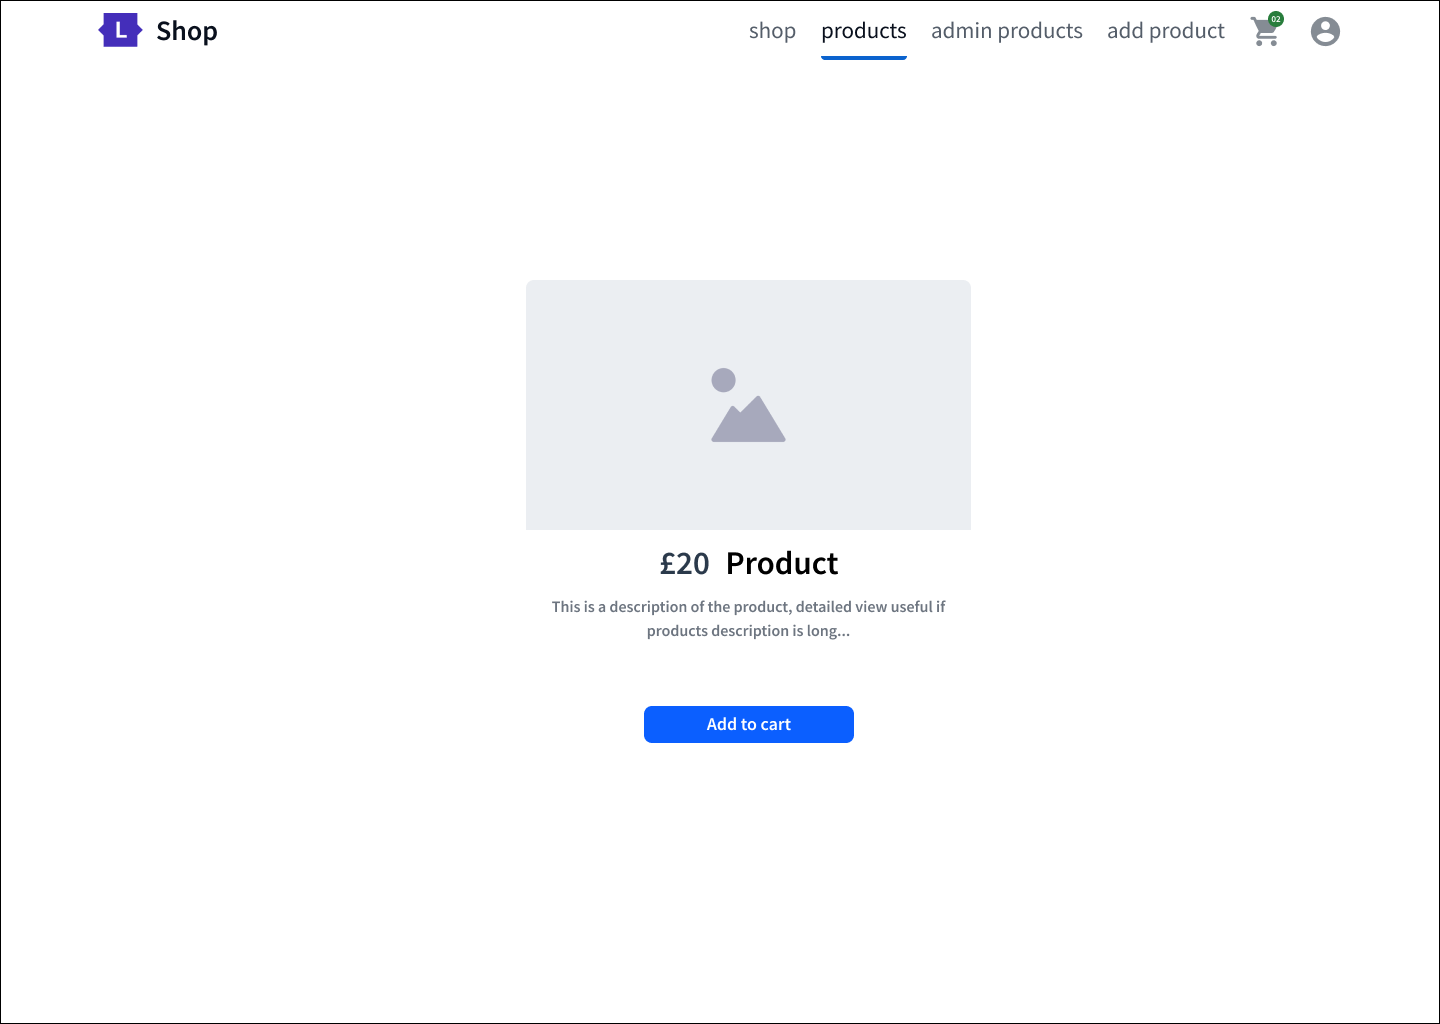 L Shop
shop products admin products add product 02
£20 Product
This is a description of the product, detailed view useful if
products description is long...
Add to cart